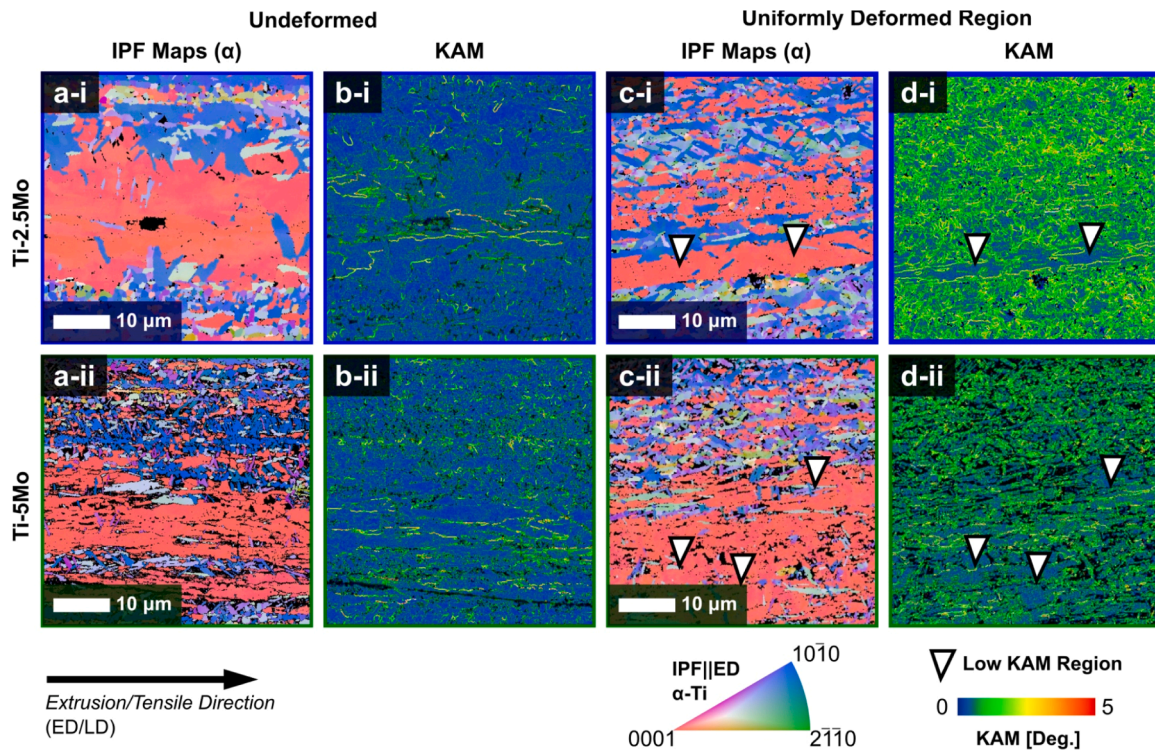 Undeformed
Uniformly Deformed Region
IPF Maps (α)
KAM
IPF Maps (α)
KAM
Ti-2.5Mo
a-i
b-i
c-i
d-i
10 µm
10 µm
Ti-5Mo
a-ii
b-ii
c-ii
d-ii
10 µm
10 µm
Extrusion/Tensile Direction
(ED/LD)
IPF||ED
α-Ti
101̄0
0001
21̄1̄0
Low KAM Region
0
5
KAM [Deg.]